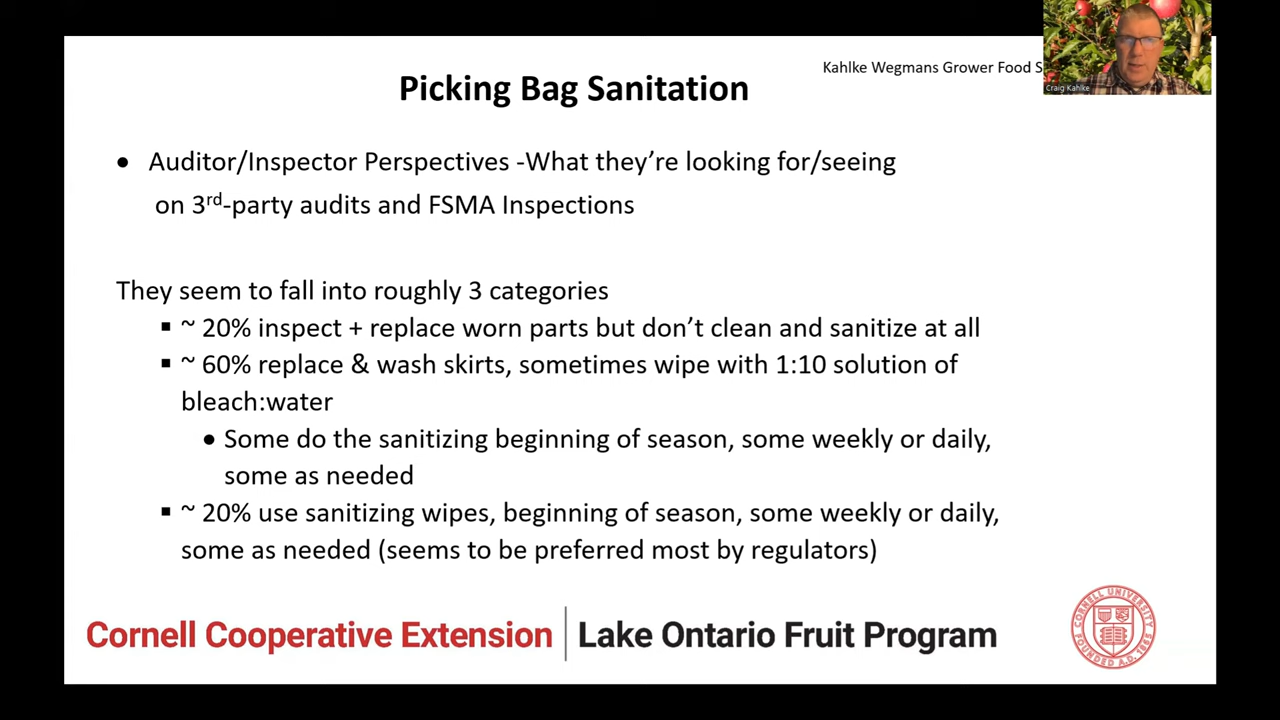 Kahlke Wegmans Grower Food S
Craig Kahlke
Picking Bag Sanitation
• Auditor/Inspector Perspectives -What they’re looking for/seeing
on 3rd-party audits and FSMA Inspections
They seem to fall into roughly 3 categories
▪ ~ 20% inspect + replace worn parts but don’t clean and sanitize at all
▪ ~ 60% replace & wash skirts, sometimes wipe with 1:10 solution of
bleach:water
• Some do the sanitizing beginning of season, some weekly or daily,
some as needed
▪ ~ 20% use sanitizing wipes, beginning of season, some weekly or daily,
some as needed (seems to be preferred most by regulators)
Cornell Cooperative Extension | Lake Ontario Fruit Program
CORNELL UNIVERSITY
FOUNDED A.D. 1865